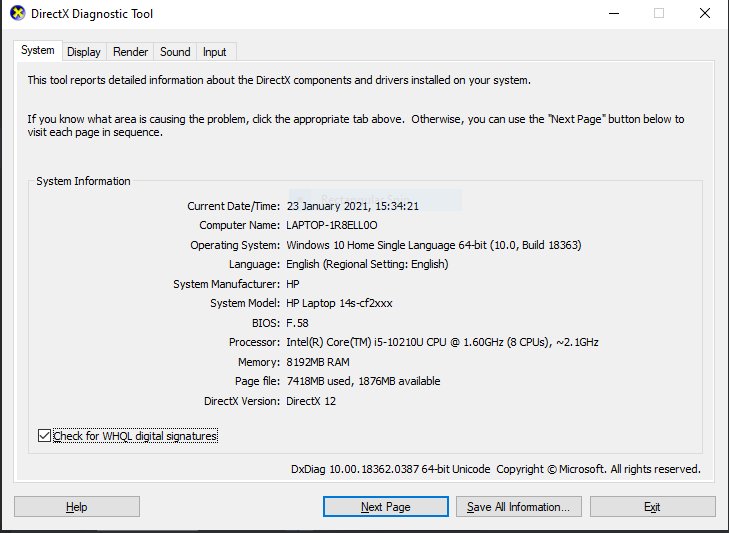 DirectX Diagnostic Tool
System Display Render Sound Input
This tool reports detailed information about the DirectX components and drivers installed on your system.
If you know what area is causing the problem, click the appropriate tab above.  Otherwise, you can use the "Next Page" button below to
visit each page in sequence.
System Information
Current Date/Time: 23 January 2021, 15:34:21
Computer Name: LAPTOP-1R8ELL0O
Operating System: Windows 10 Home Single Language 64-bit (10.0, Build 18363)
Language: English (Regional Setting: English)
System Manufacturer: HP
System Model: HP Laptop 14s-cf2xxx
BIOS: F.58
Processor: Intel(R) Core(TM) i5-10210U CPU @ 1.60GHz (8 CPUs), ~2.1GHz
Memory: 8192MB RAM
Page file: 7418MB used, 1876MB available
DirectX Version: DirectX 12
Check for WHQL digital signatures
DxDiag 10.00.18362.0387 64-bit Unicode  Copyright © Microsoft. All rights reserved.
Help Next Page Save All Information... Exit